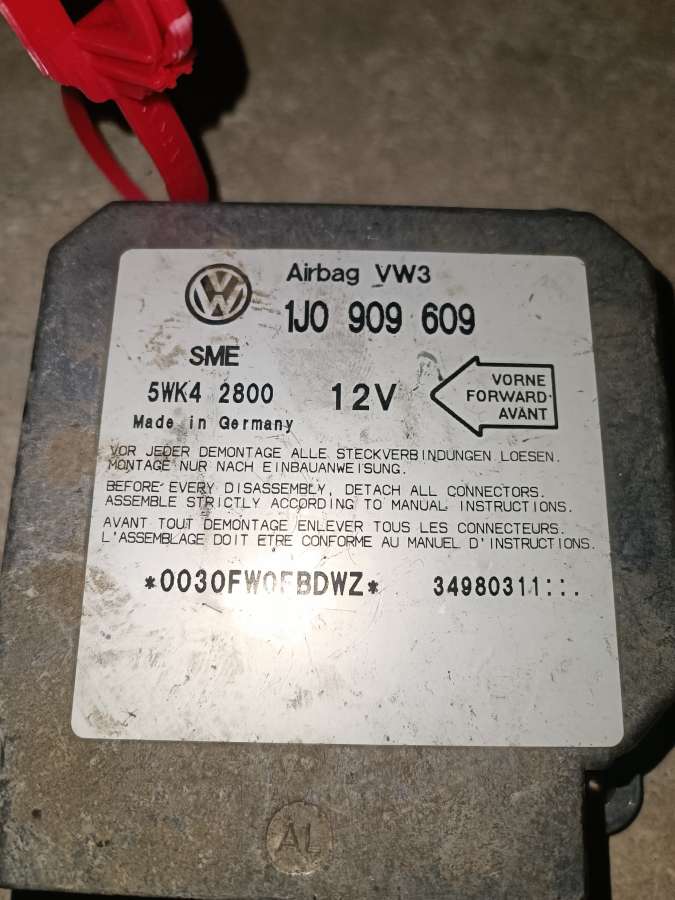 Airbag VW3
1J0 909 609
SME
5WK4 2800
12V
VORNE
FORWARD
AVANT
Made in Germany
VOR JEDER DEMONTAGE ALLE STECKVERBINDUNGEN LOESEN.
MONTAGE NUR NACH EINBAUANWEISUNG.
BEFORE EVERY DISASSEMBLY, DETACH ALL CONNECTORS.
ASSEMBLE STRICTLY ACCORDING TO MANUAL INSTRUCTIONS.
AVANT TOUT DEMONTAGE ENLEVER TOUS LES CONNECTEURS.
L'ASSEMBLAGE DOIT ETRE CONFORME AU MANUEL D'INSTRUCTIONS.
34980311::.
AL